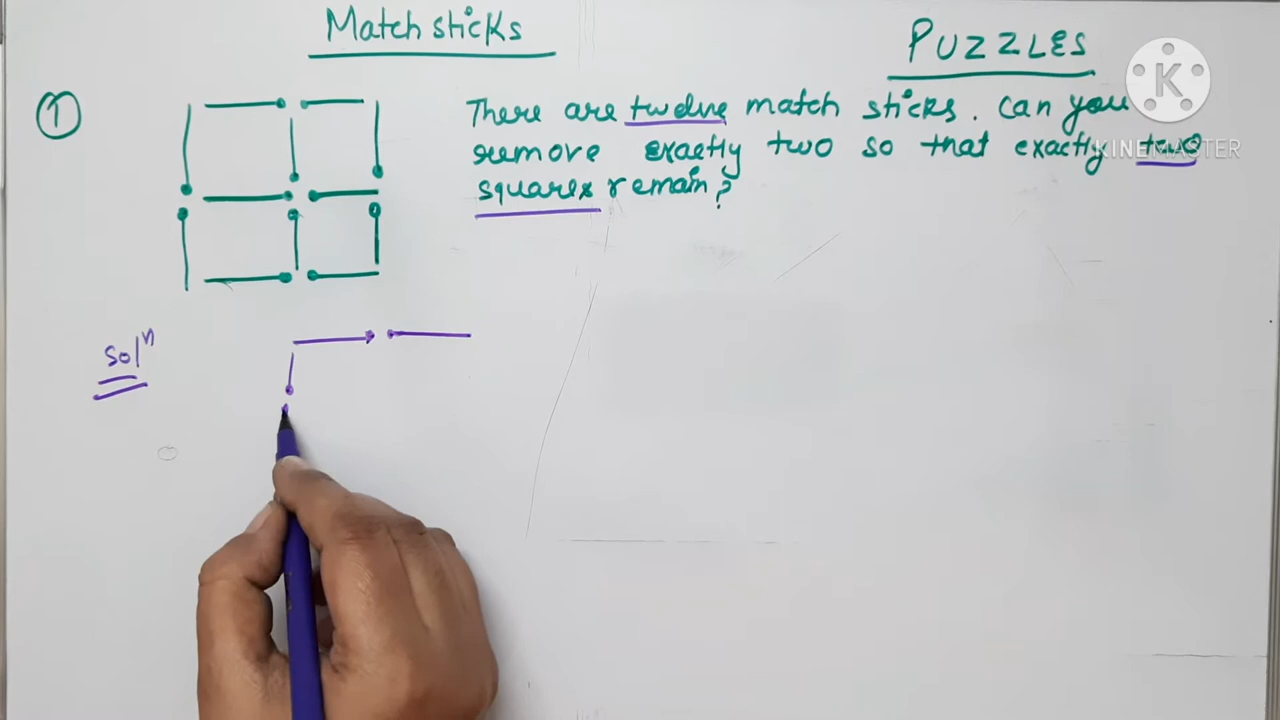 Match sticks
PUZZLES
1
There are twelve match sticks. Can you
remove exactly two so that exactly two
squares remain?
Solⁿ
K
KINEMASTER